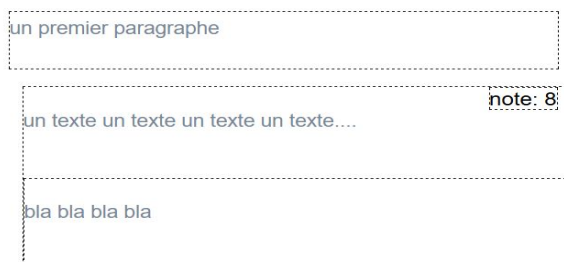 un premier paragraphe
note: 8
un texte un texte un texte un texte....
bla bla bla bla